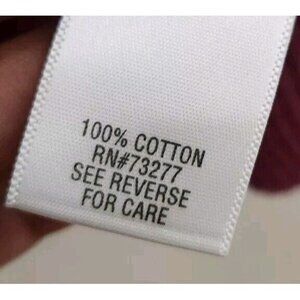 100% COTTON
RN#73277
SEE REVERSE
FOR CARE